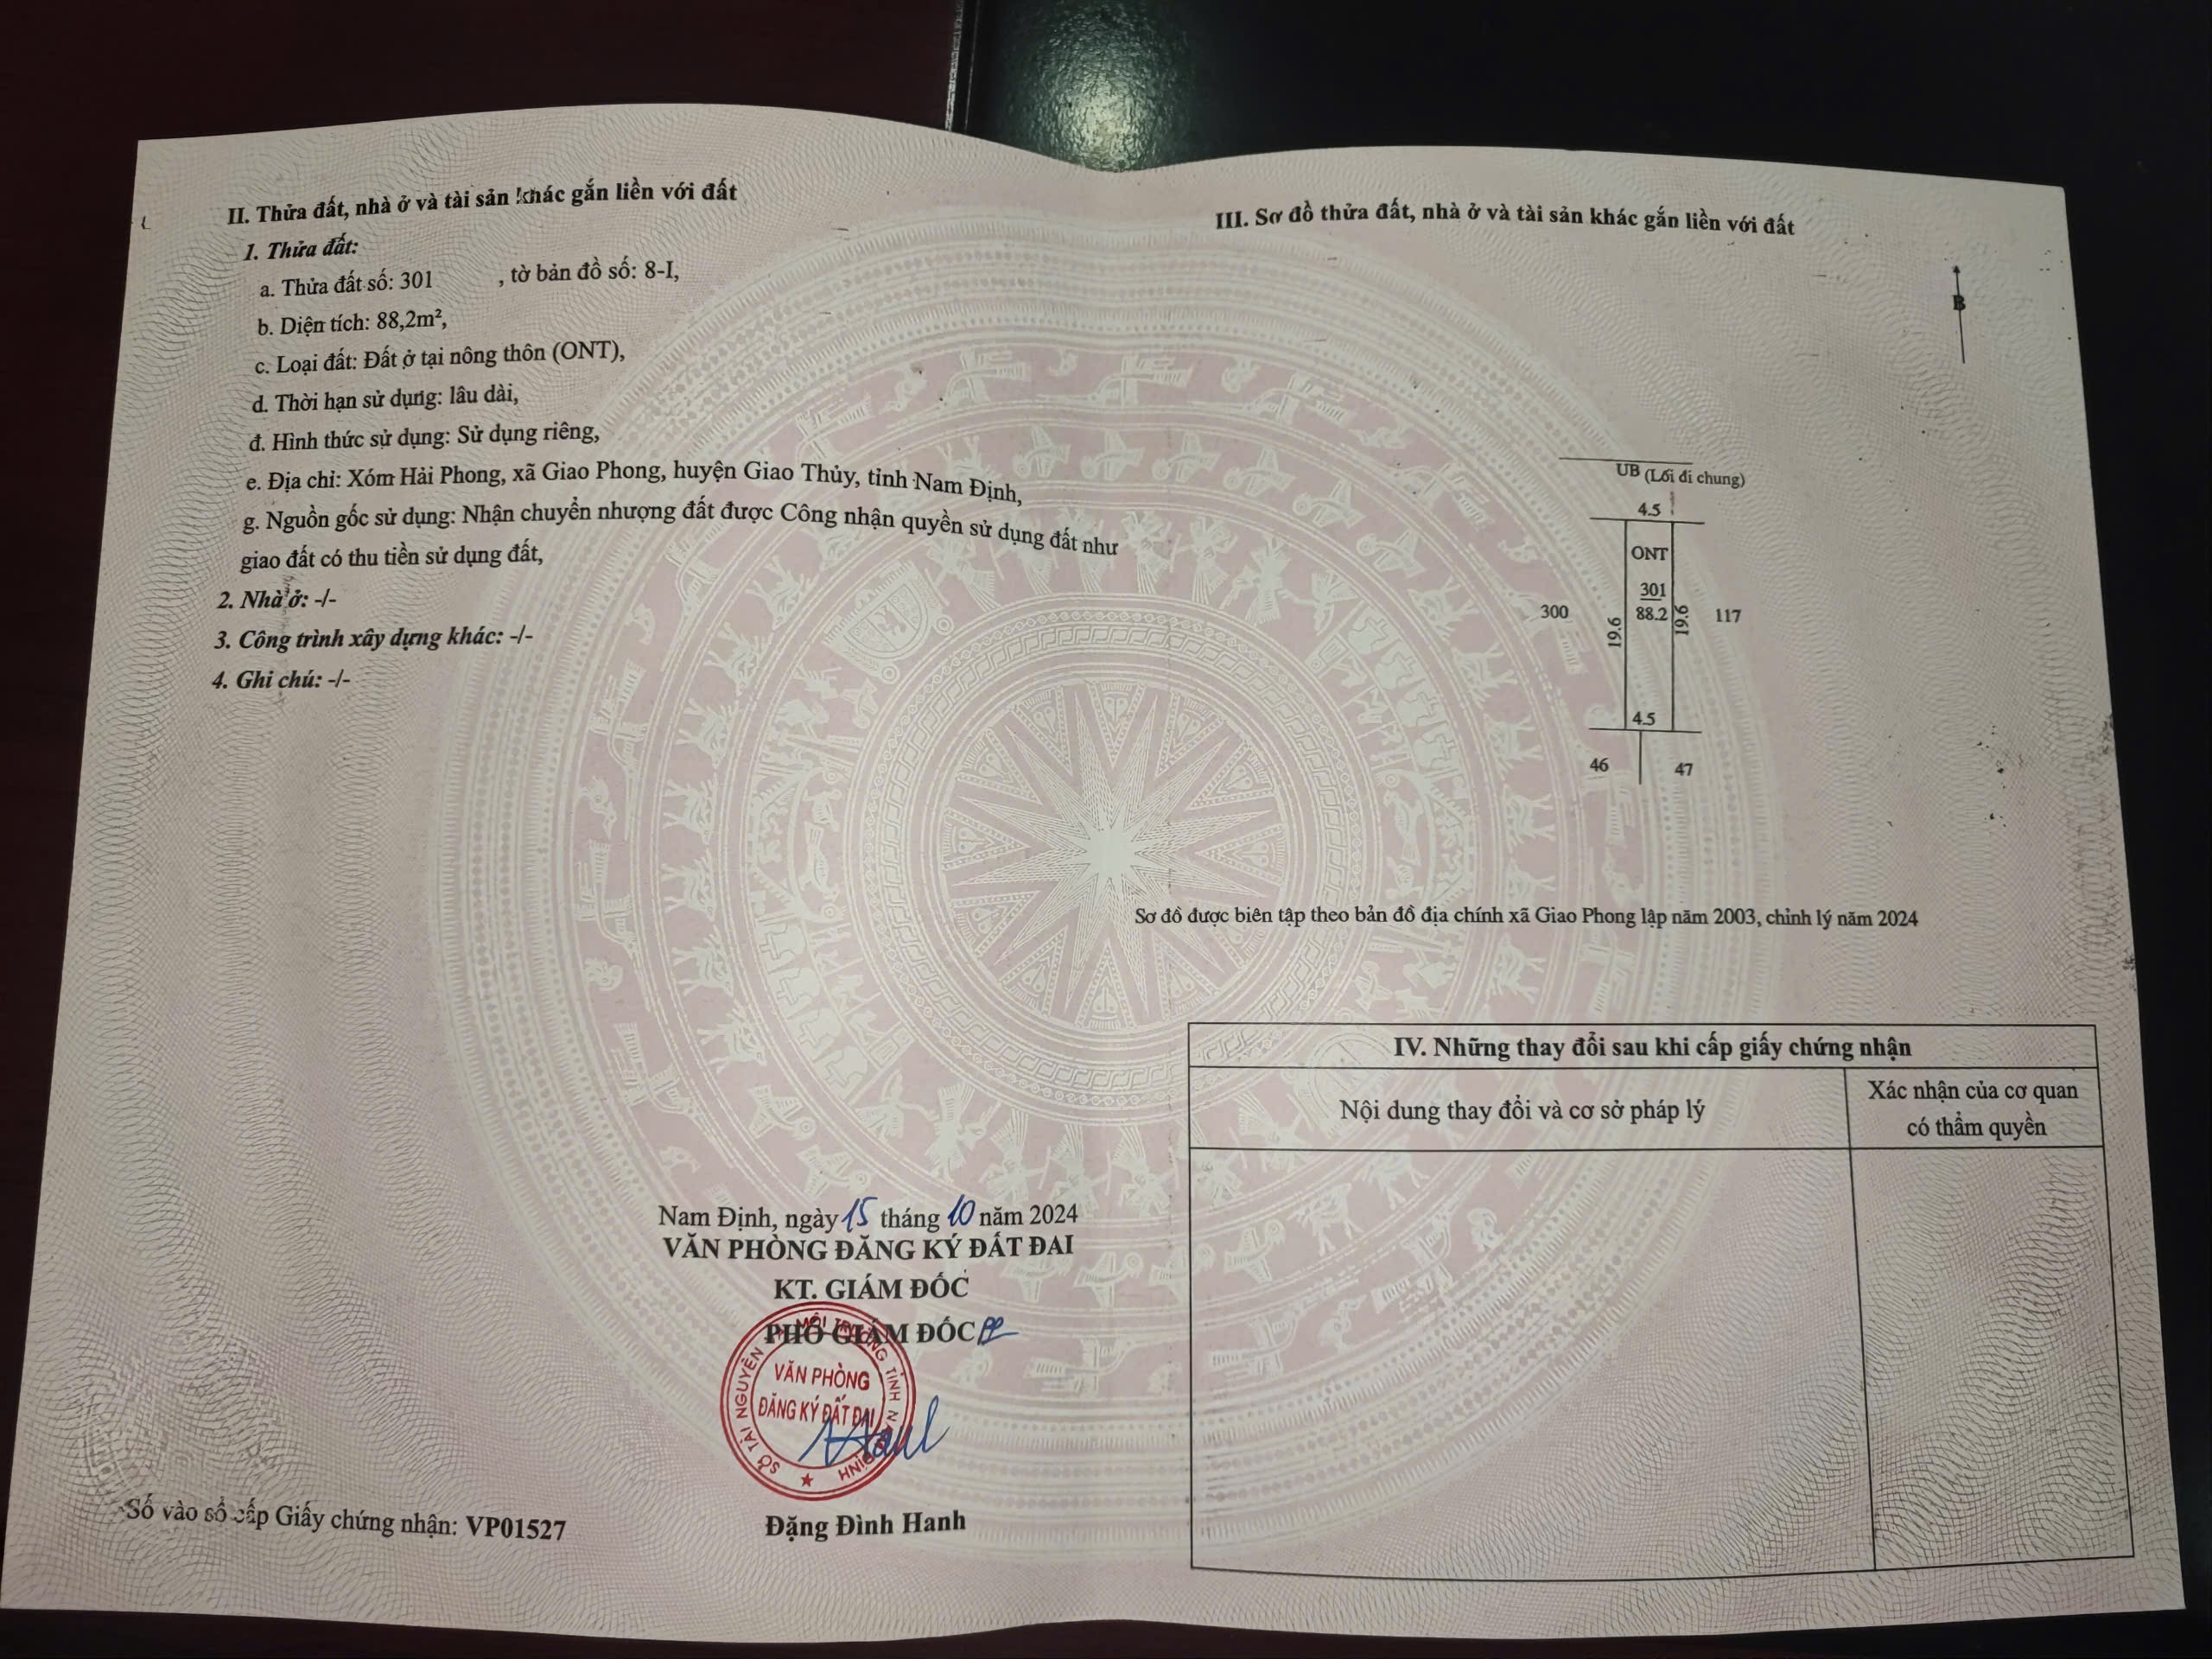 II. Thửa đất, nhà ở và tài sản khác gắn liền với đất
1. Thửa đất:
a. Thửa đất số: 301 , tờ bản đồ số: 8-I,
b. Diện tích: 88,2m²,
c. Loại đất: Đất ở tại nông thôn (ONT),
d. Thời hạn sử dụng: lâu dài,
đ. Hình thức sử dụng: Sử dụng riêng,
e. Địa chỉ: Xóm Hải Phong, xã Giao Phong, huyện Giao Thủy, tỉnh Nam Định,
g. Nguồn gốc sử dụng: Nhận chuyển nhượng đất được Công nhận quyền sử dụng đất như
giao đất có thu tiền sử dụng đất,
2. Nhà ở: -/-
3. Công trình xây dựng khác: -/-
4. Ghi chú: -/-
Nam Định, ngày 15 tháng 10 năm 2024
VĂN PHÒNG ĐĂNG KÝ ĐẤT ĐAI
KT. GIÁM ĐỐC
PHÓ GIÁM ĐỐC
SỞ TÀI NGUYÊN MÔI TRƯỜNG TỈNH NAM ĐỊNH
VĂN PHÒNG
ĐĂNG KÝ ĐẤT ĐAI
Đặng Đình Hanh
Số vào sổ cấp Giấy chứng nhận: VP01527
III. Sơ đồ thửa đất, nhà ở và tài sản khác gắn liền với đất
B
UB (Lối đi chung)
4.5
ONT
301
88.2
19.6
19.6
300
117
4.5
46
47
Sơ đồ được biên tập theo bản đồ địa chính xã Giao Phong lập năm 2003, chỉnh lý năm 2024
IV. Những thay đổi sau khi cấp giấy chứng nhận
Nội dung thay đổi và cơ sở pháp lý
Xác nhận của cơ quan
có thẩm quyền